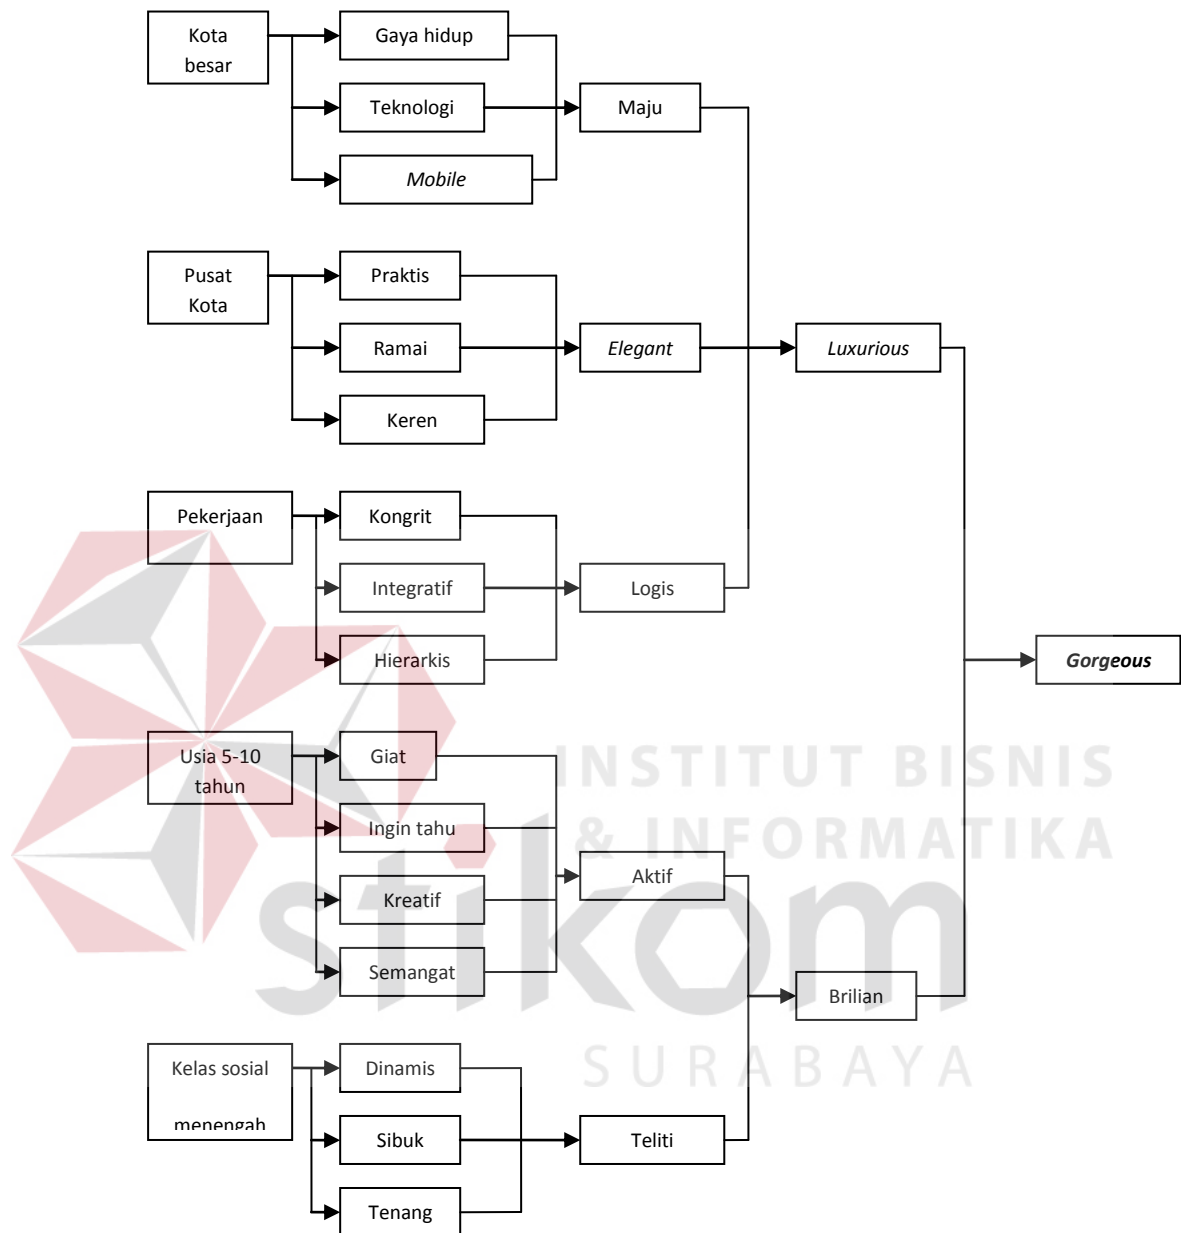 Kota
besar
Gaya hidup
Teknologi
Mobile
Maju
Pusat
Kota
Praktis
Ramai
Keren
Elegant
Luxurious
Pekerjaan
Kongrit
Integratif
Hierarkis
Logis
Gorgeous
Usia 5-10
tahun
Giat
Ingin tahu
Kreatif
Semangat
Aktif
Brilian
Kelas sosial
menengah
Dinamis
Sibuk
Tenang
Teliti
INSTITUT BISNIS
& INFORMATIKA
stikom
SURABAYA